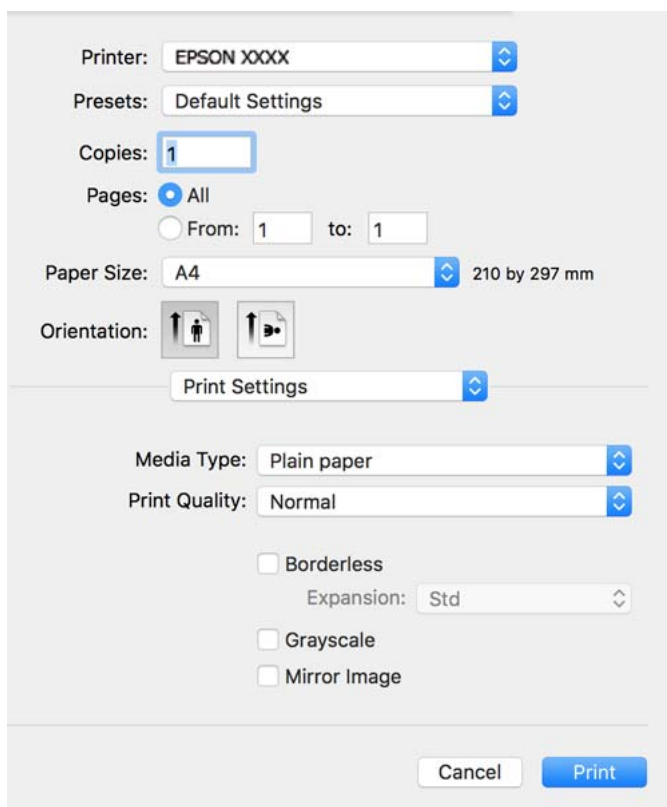 Printer: EPSON XXXX
Presets: Default Settings
Copies: 1
Pages: All
From: 1 to: 1
Paper Size: A4 210 by 297 mm
Orientation:
Print Settings
Media Type: Plain paper
Print Quality: Normal
Borderless
Expansion: Std
Grayscale
Mirror Image
Cancel Print